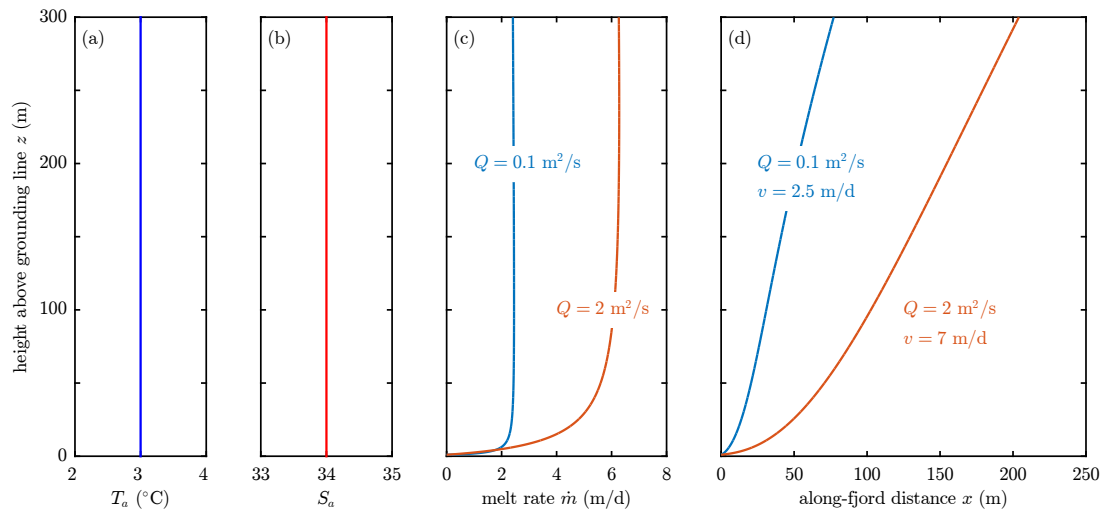 (a)
(b)
(c)
(d)
height above grounding line z (m)
300
200
100
0
2 3 4
T_a (°C)
33 34 35
S_a
Q = 0.1 m²/s
Q = 2 m²/s
0 2 4 6 8
melt rate ṁ (m/d)
Q = 0.1 m²/s
v = 2.5 m/d
Q = 2 m²/s
v = 7 m/d
0 50 100 150 200 250
along-fjord distance x (m)